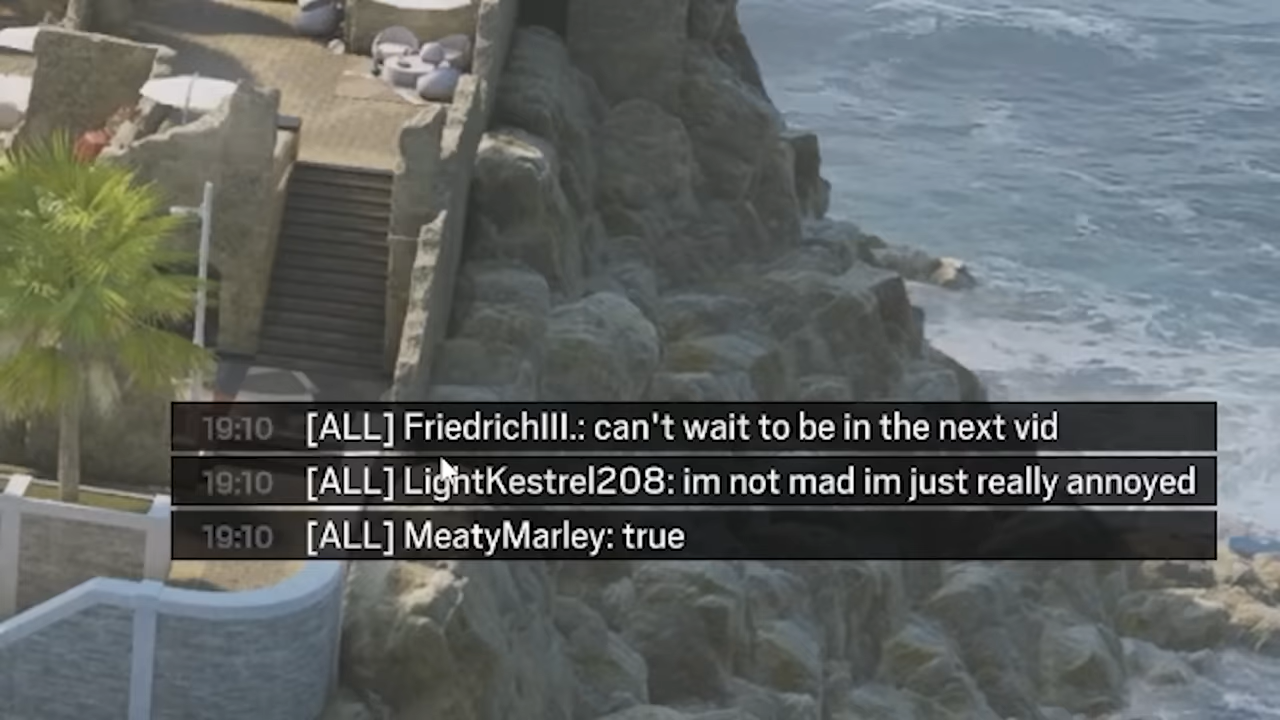 19:10 [ALL] FriedrichIII.: can't wait to be in the next vid
19:10 [ALL] LightKestrel208: im not mad im just really annoyed
19:10 [ALL] MeatyMarley: true